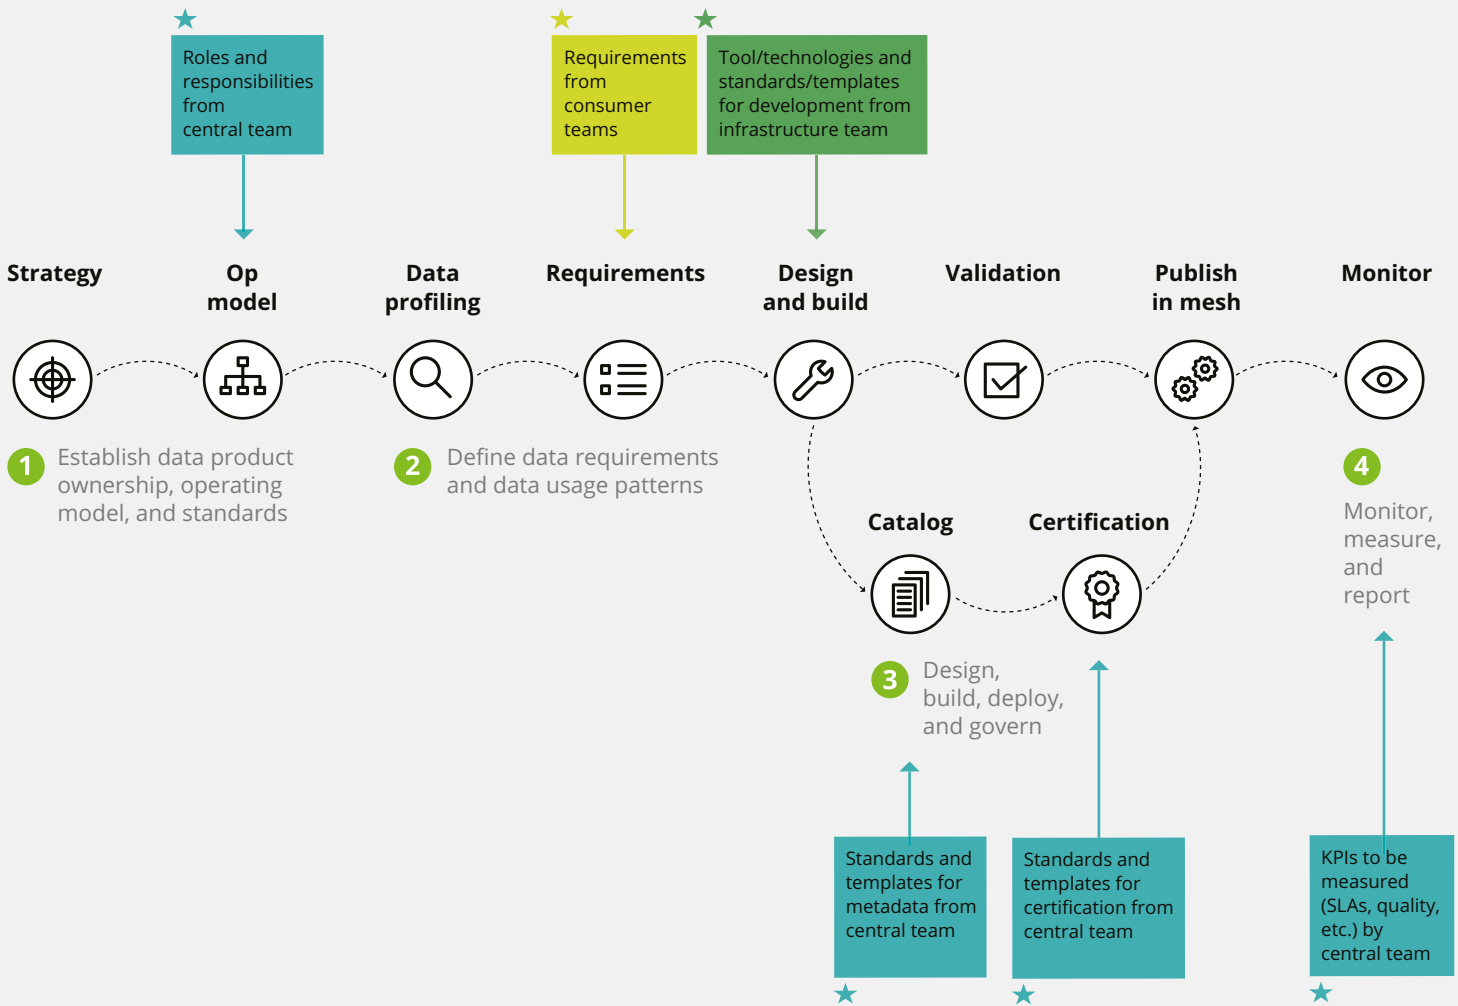 Roles and
responsibilities
from
central team
Requirements
from
consumer
teams
Tool/technologies and
standards/templates
for development from
infrastructure team
Strategy
Op
model
Data
profiling
Requirements
Design
and build
Validation
Publish
in mesh
Monitor
1
Establish data product
ownership, operating
model, and standards
2
Define data requirements
and data usage patterns
4
Monitor,
measure,
and
report
Catalog
Certification
3
Design,
build, deploy,
and govern
Standards and
templates for
metadata from
central team
Standards and
templates for
certification from
central team
KPIs to be
measured
(SLAs, quality,
etc.) by
central team